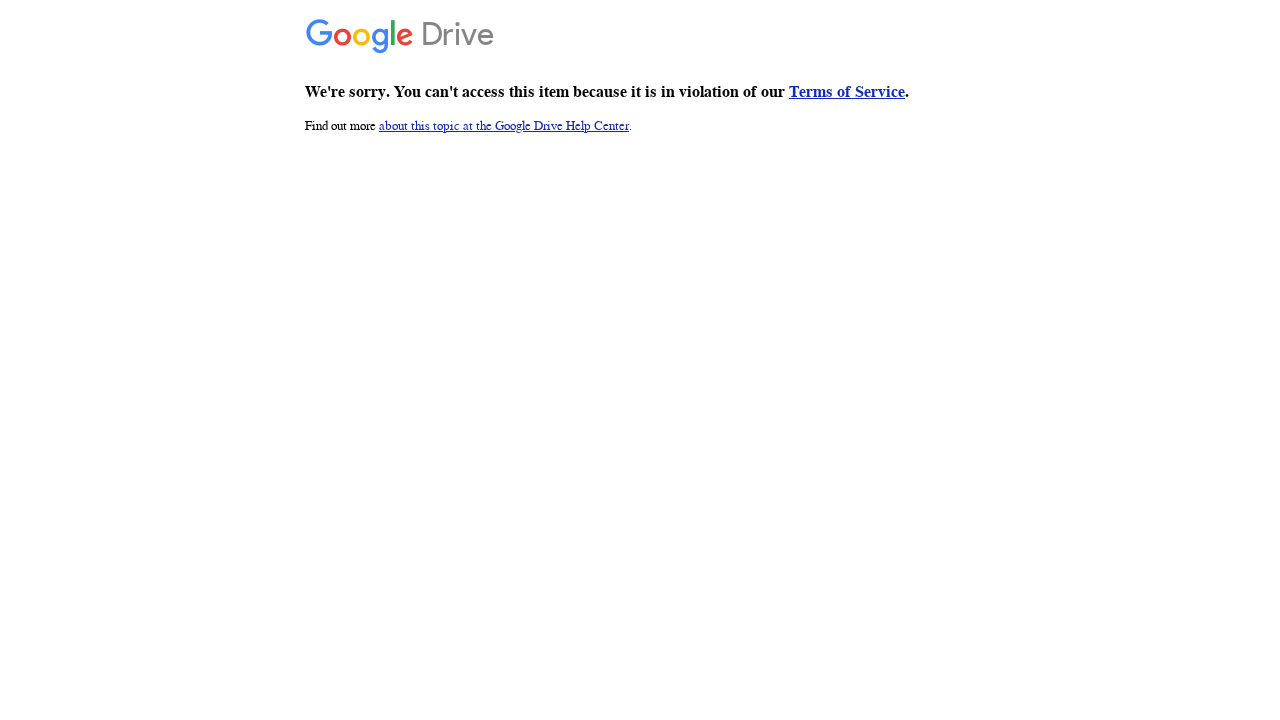 Google Drive
We're sorry. You can't access this item because it is in violation of our Terms of Service.
Find out more about this topic at the Google Drive Help Center.